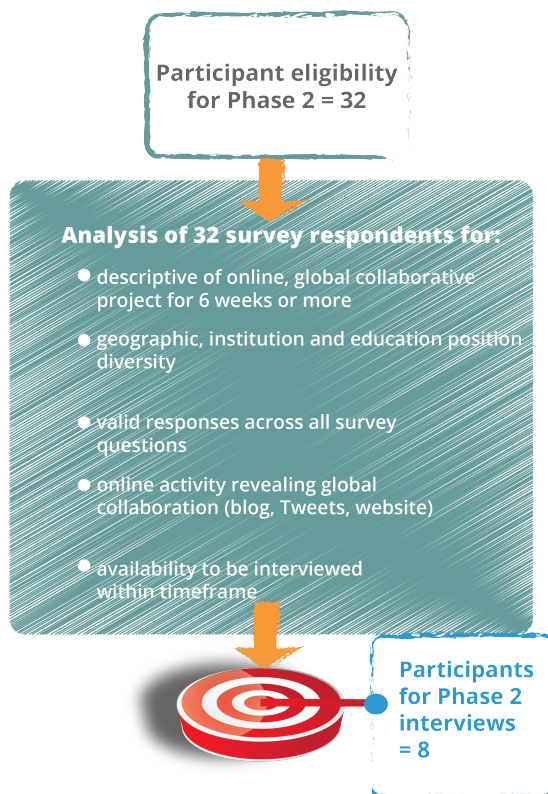 Participant eligibility
for Phase 2 = 32
Analysis of 32 survey respondents for:
descriptive of online, global collaborative
project for 6 weeks or more
geographic, institution and education position
diversity
valid responses across all survey
questions
online activity revealing global
collaboration (blog, Tweets, website)
availability to be interviewed
within timeframe
Participants
for Phase 2
interviews
= 8